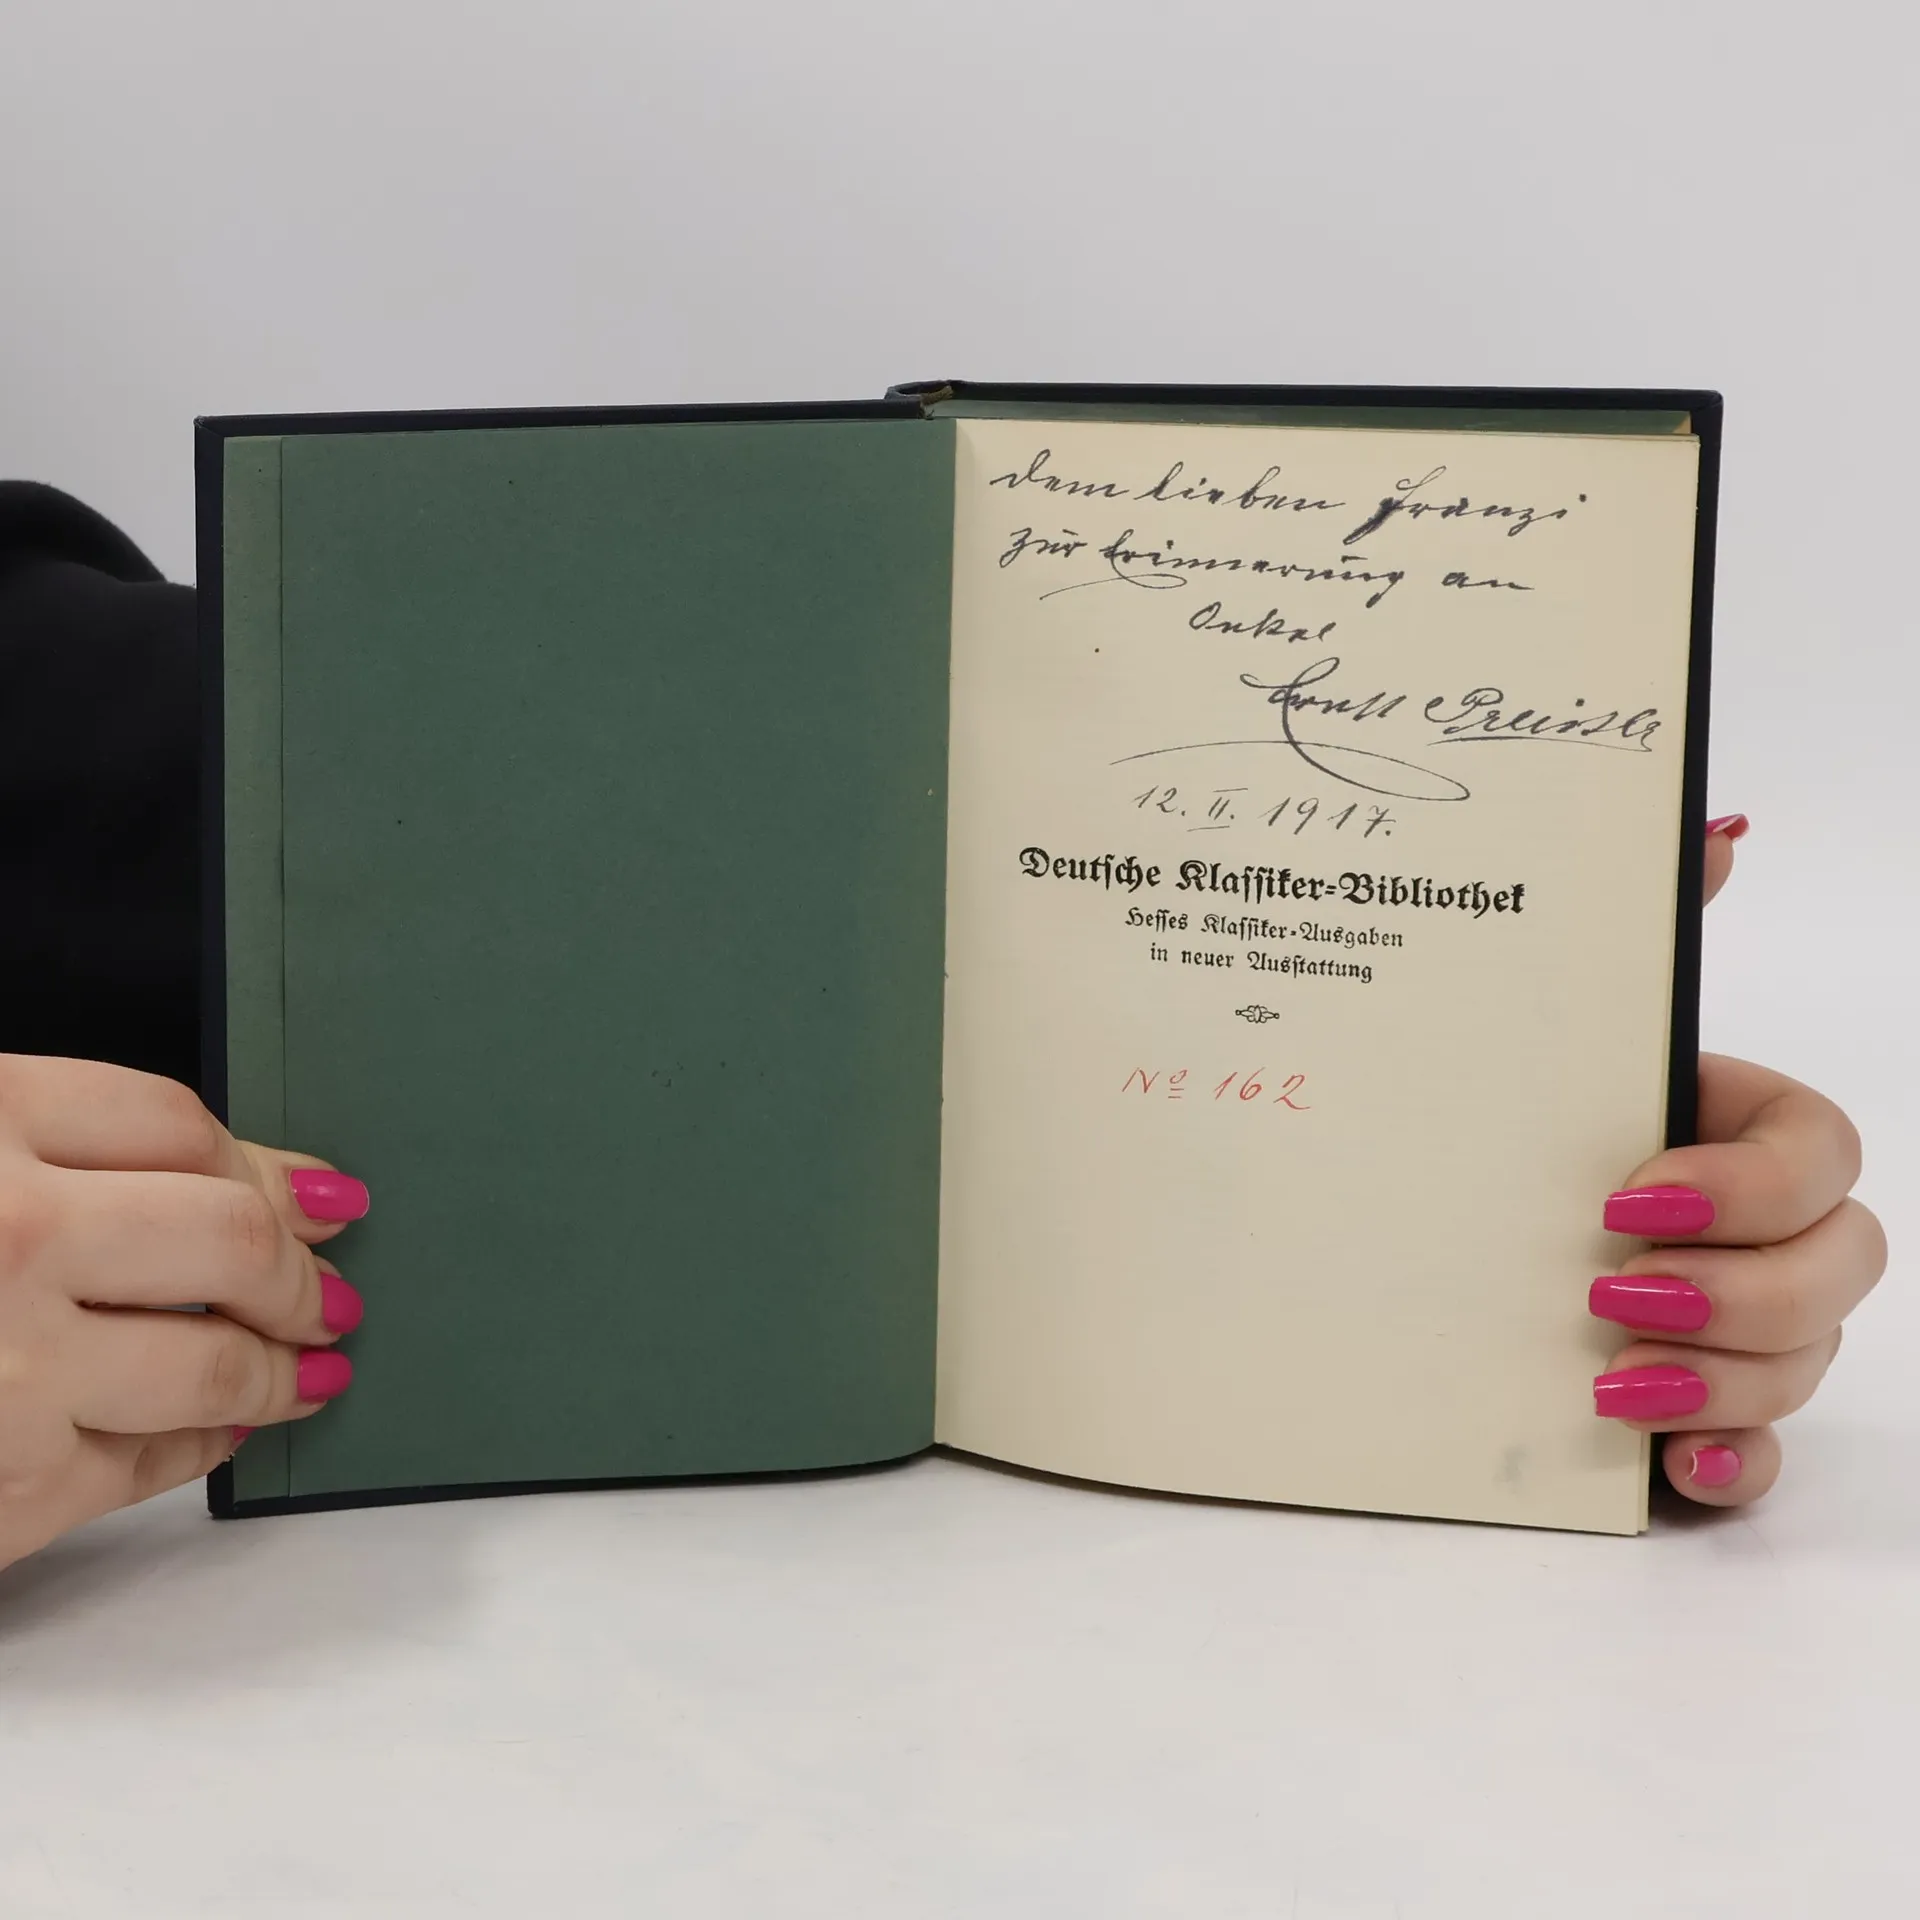 Dem lieben Franzi
zur Erinnerung an
Onkel
Ernst
12. II. 1917.
Deutſche Klaſſiker=Bibliothek
Heſſes Klaſſiker=Ausgaben
in neuer Ausſtattung
No 162